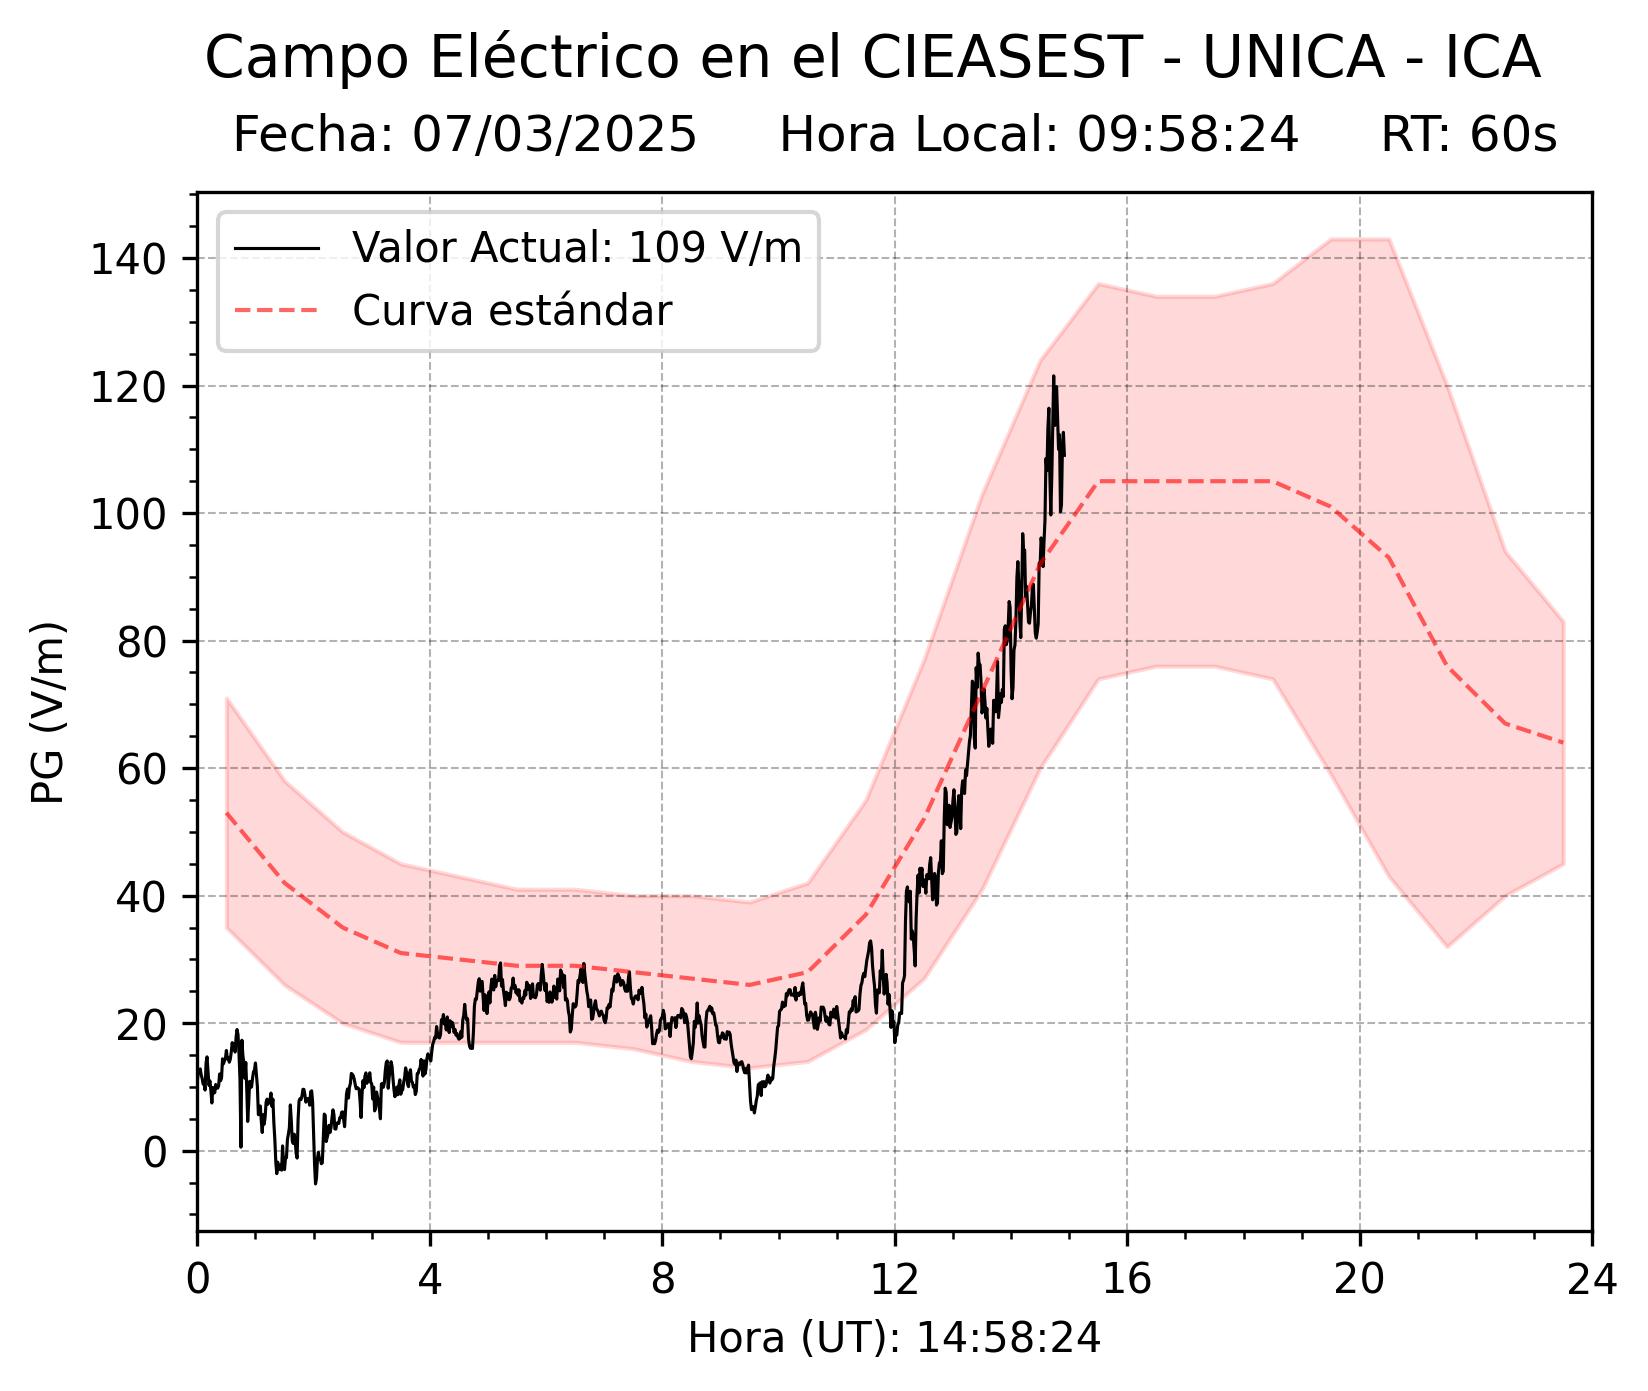 Campo Eléctrico en el CIEASEST - UNICA - ICA
Fecha: 07/03/2025 Hora Local: 09:58:24 RT: 60s
Valor Actual: 109 V/m
Curva estándar
PG (V/m)
140
120
100
80
60
40
20
0
0 4 8 12 16 20 24
Hora (UT): 14:58:24